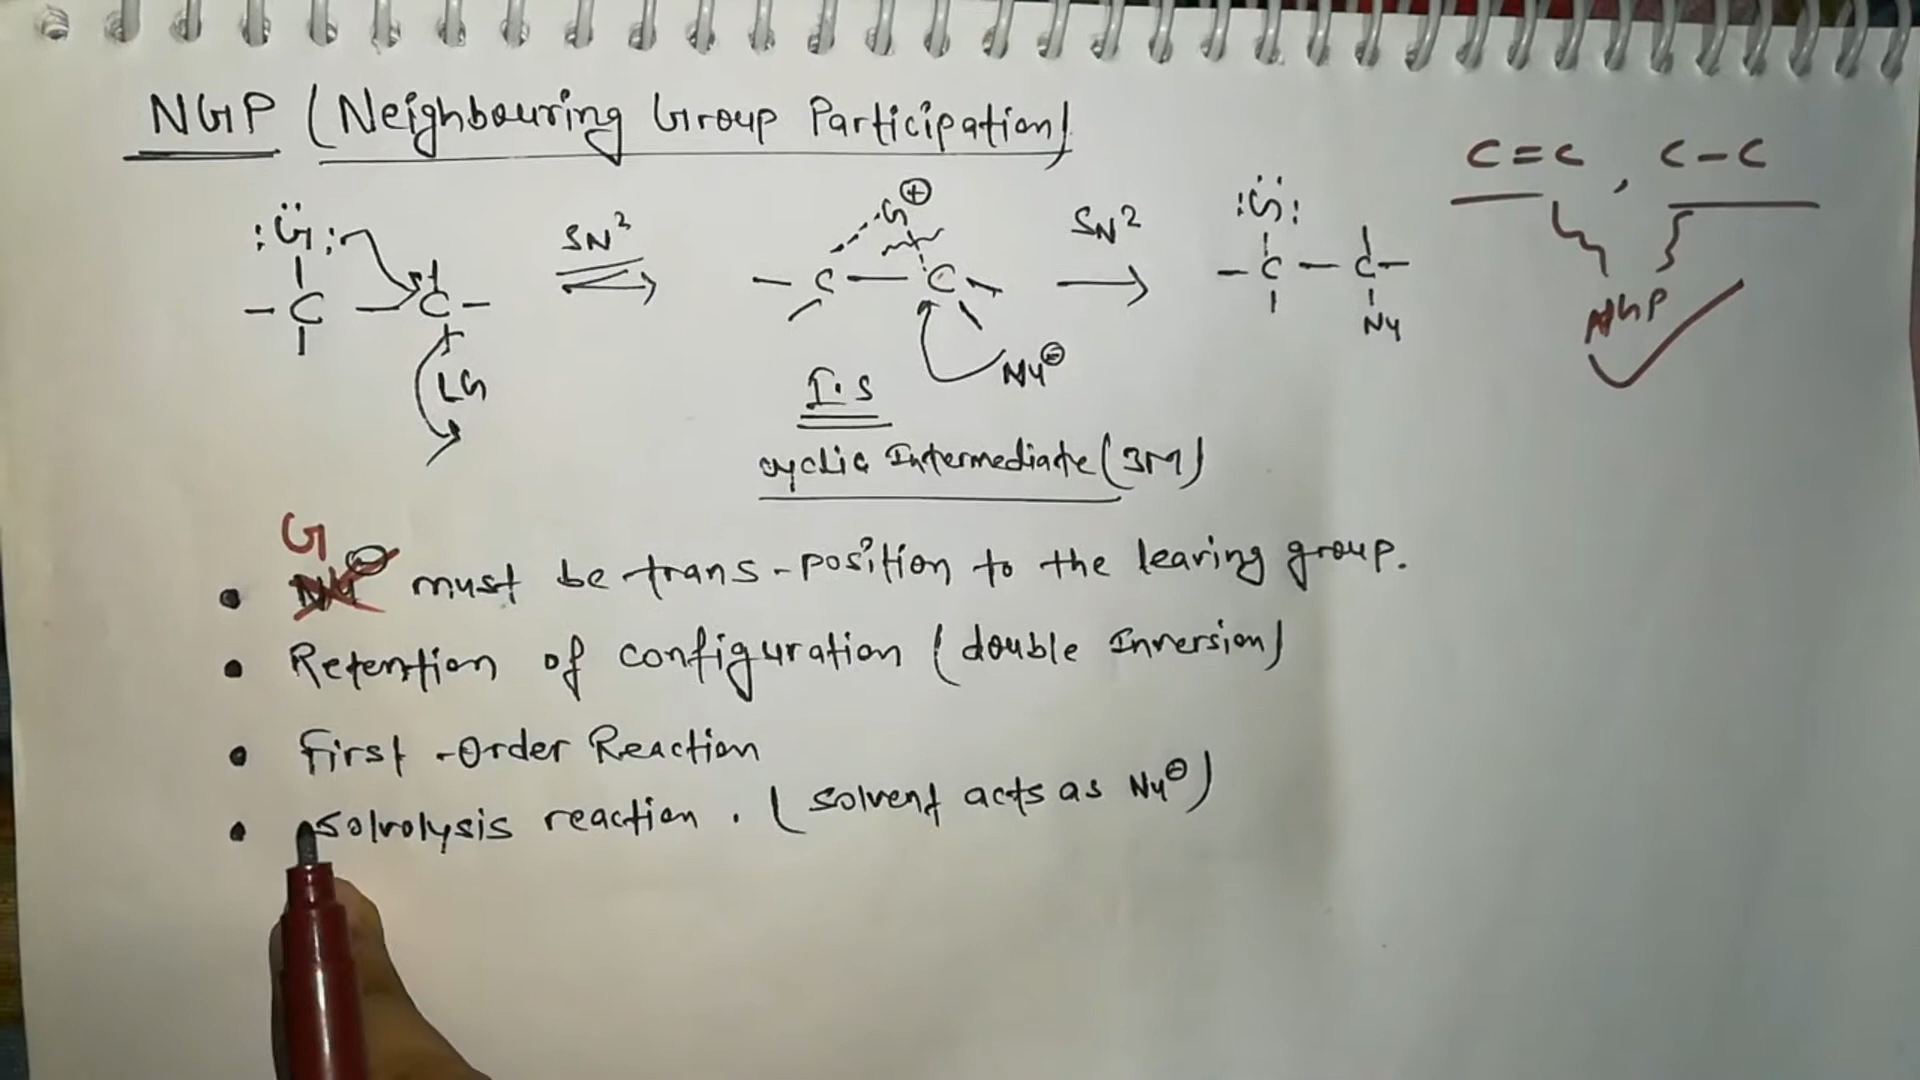 NGP (Neighbouring Group Participation)
C=C , C-C
NGP
:G̈: - C - C - LG
SN²
G⊕ - C - C - Nu⊖
SN²
:G̈: - C - C - Nu
I.S
cyclic Intermediate (3M)
G
• Nu⊖ must be trans-position to the leaving group.
• Retention of configuration (double Inversion)
• First-Order Reaction
• Solvolysis reaction. (solvent acts as Nu⊖)